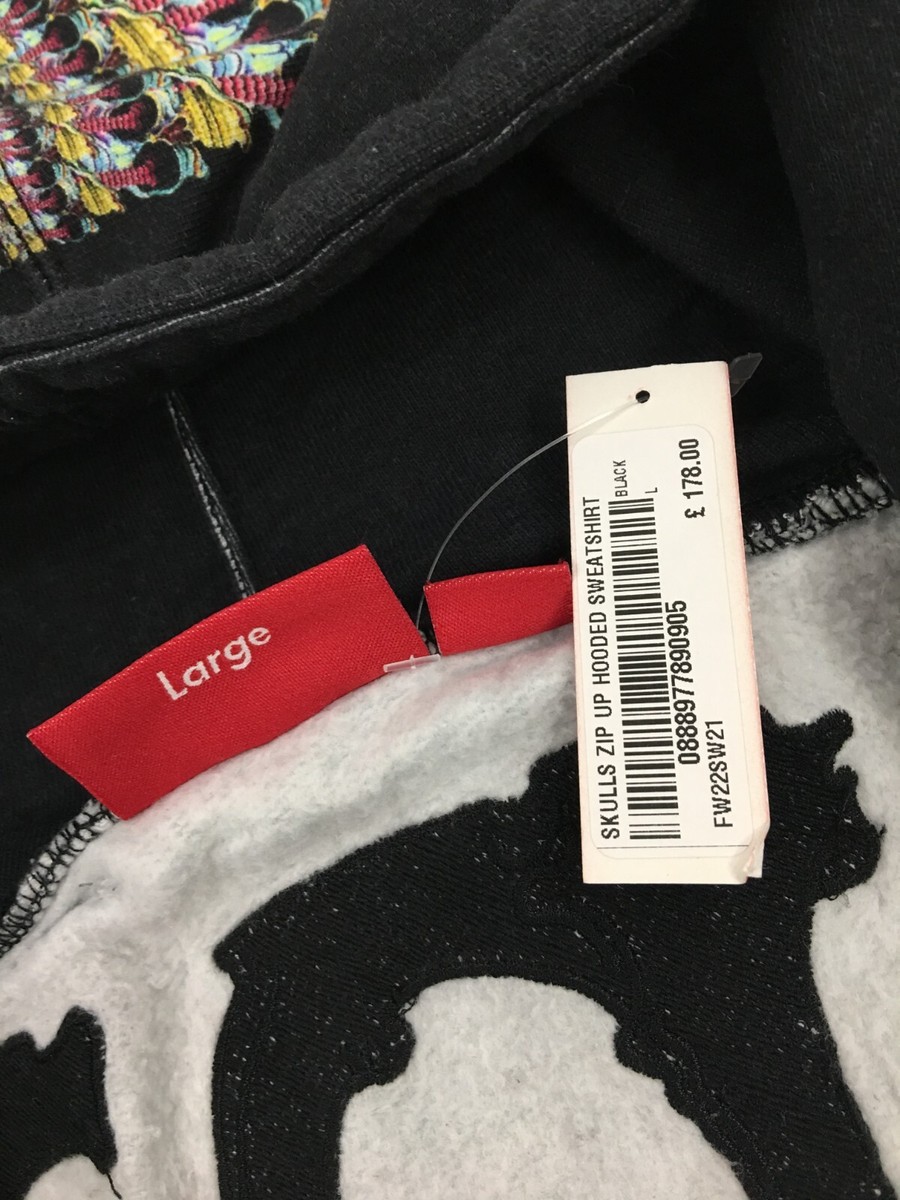 Large
SKULLS ZIP UP HOODED SWEATSHIRT
BLACK
L
0888977890905
FW22SW21
£ 178.00